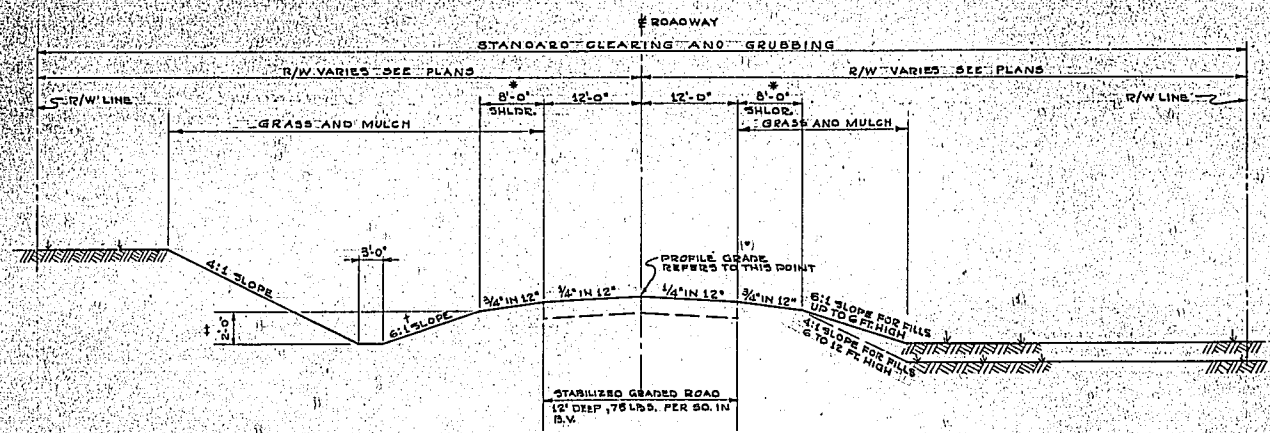 ℄ ROADWAY
STANDARD CLEARING AND GRUBBING
R/W VARIES SEE PLANS
R/W VARIES SEE PLANS
R/W LINE
*
8'-0"
SHLDR.
12'-0"
12'-0"
*
8'-0"
SHLDR.
R/W LINE
GRASS AND MULCH
GRASS AND MULCH
3'-0"
4:1 SLOPE
‡ 2'-0"
†
6:1 SLOPE
3/4" IN 12"
1/4" IN 12"
(*)
PROFILE GRADE
REFERS TO THIS POINT
1/4" IN 12"
3/4" IN 12"
6:1 SLOPE FOR FILLS
UP TO 6 FT. HIGH
4:1 SLOPE FOR FILLS
6 TO 12 FT. HIGH
STABILIZED GRADED ROAD
12" DEEP, 75 LBS. PER SQ. IN
B.V.